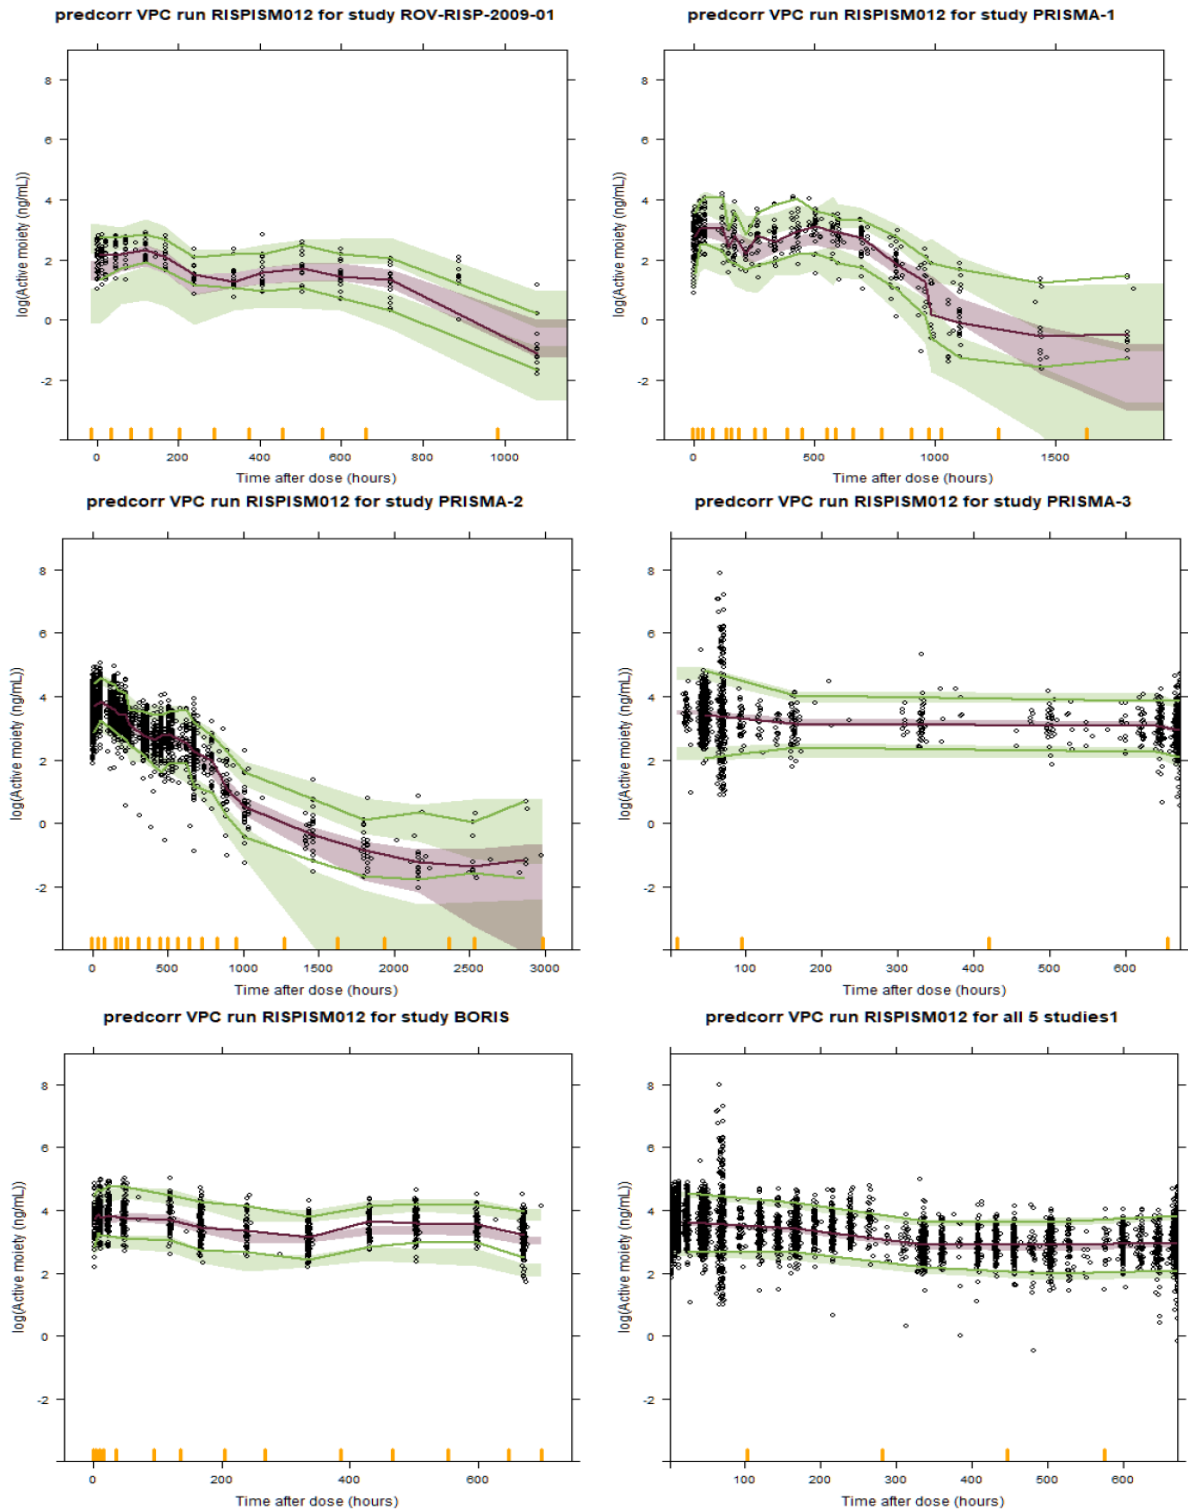 predcorr VPC run RISPISM012 for study ROV-RISP-2009-01
log(Active moiety (ng/mL))
8
6
4
2
0
-2
0 200 400 600 800 1000
Time after dose (hours)
predcorr VPC run RISPISM012 for study PRISMA-1
log(Active moiety (ng/mL))
8
6
4
2
0
-2
0 500 1000 1500
Time after dose (hours)
predcorr VPC run RISPISM012 for study PRISMA-2
log(Active moiety (ng/mL))
8
6
4
2
0
-2
0 500 1000 1500 2000 2500 3000
Time after dose (hours)
predcorr VPC run RISPISM012 for study PRISMA-3
log(Active moiety (ng/mL))
8
6
4
2
0
-2
100 200 300 400 500 600
Time after dose (hours)
predcorr VPC run RISPISM012 for study BORIS
log(Active moiety (ng/mL))
8
6
4
2
0
-2
0 200 400 600
Time after dose (hours)
predcorr VPC run RISPISM012 for all 5 studies1
log(Active moiety (ng/mL))
8
6
4
2
0
-2
100 200 300 400 500 600
Time after dose (hours)